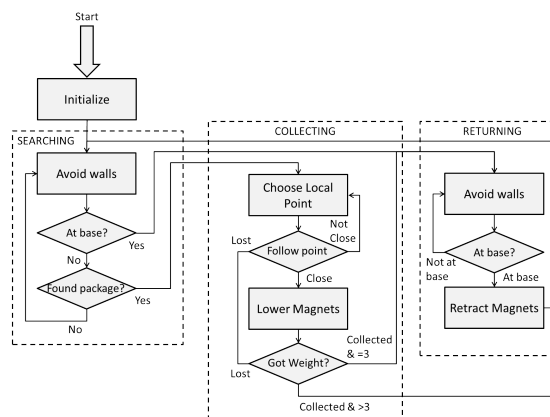 Start
Initialize
SEARCHING
Avoid walls
At base?
Yes
No
Found package?
Yes
No
COLLECTING
Choose Local
Point
Not
Close
Lost
Follow point
Close
Lower Magnets
Collected
& =3
Got Weight?
Lost
Collected & >3
RETURNING
Avoid walls
At base?
Not at
base
At base
Retract Magnets